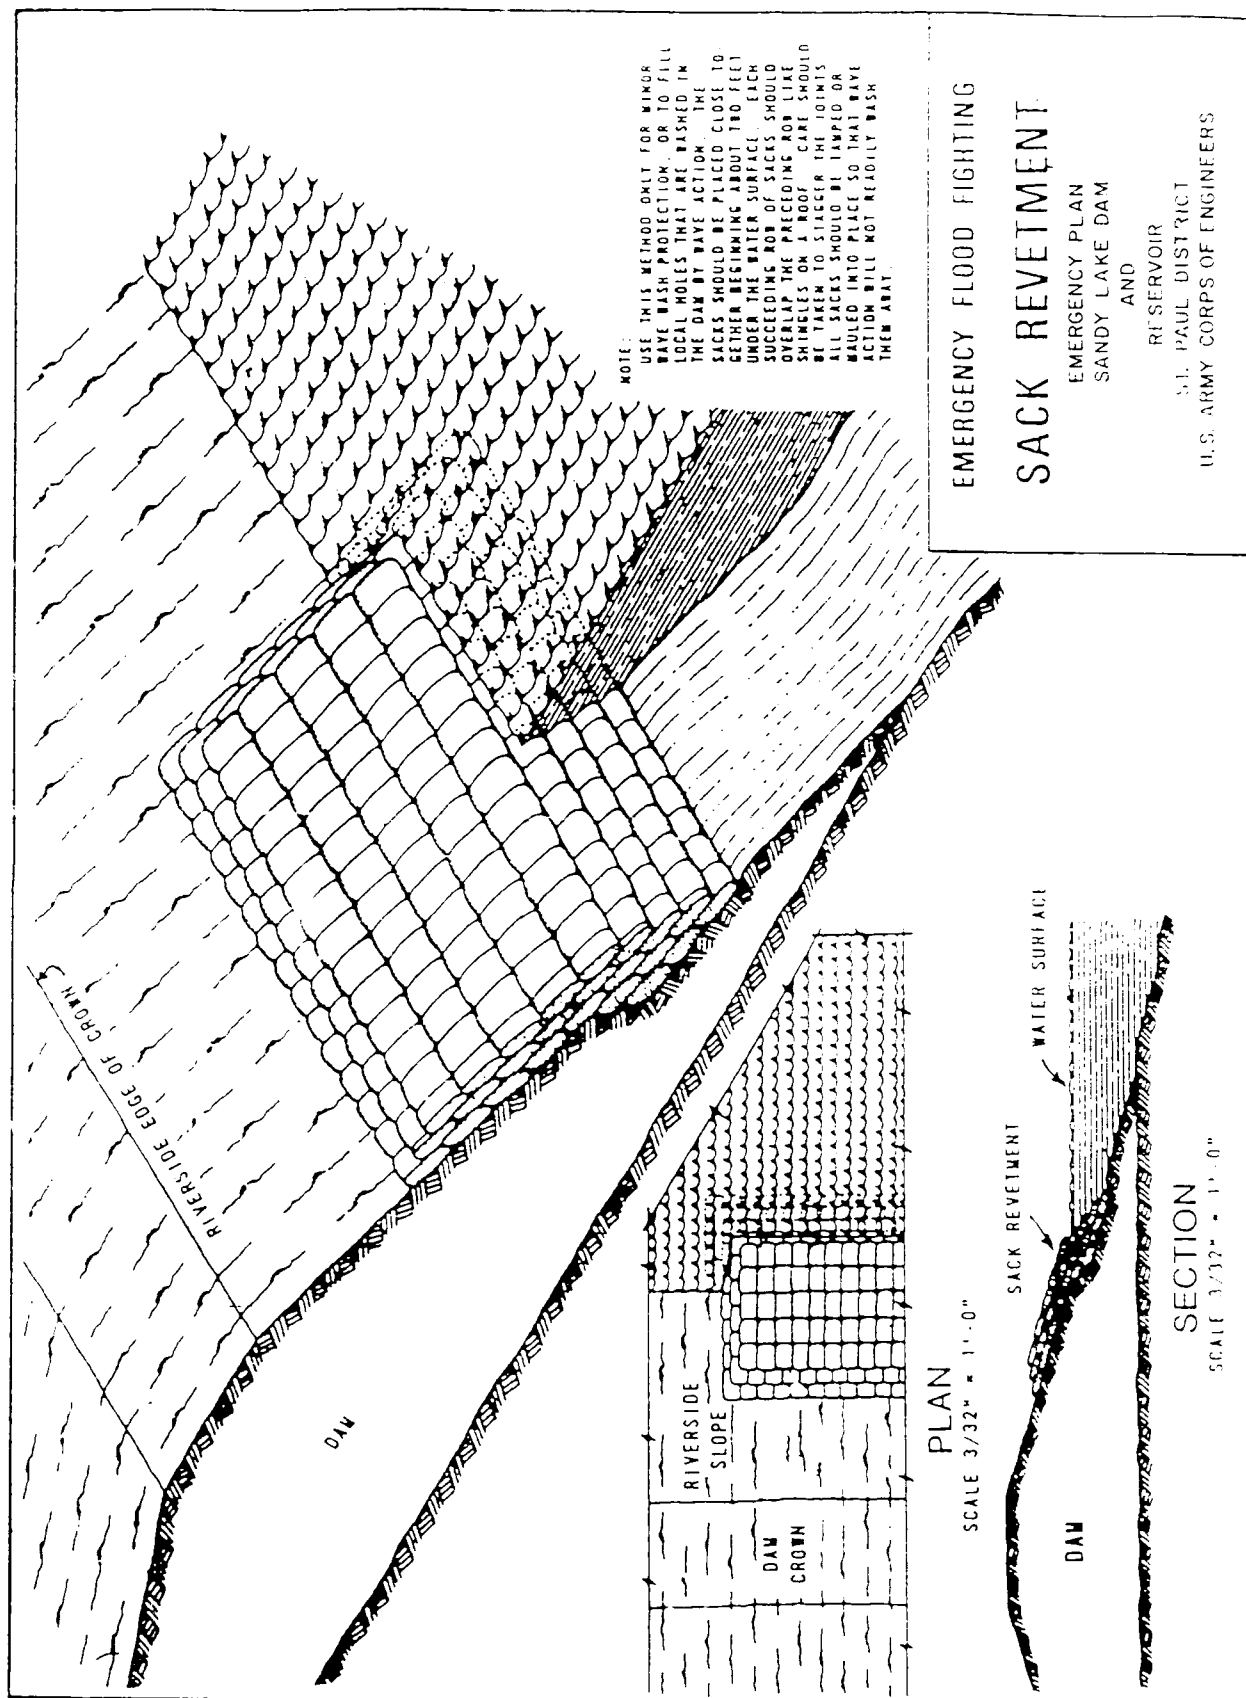 NOTE:
USE THIS METHOD ONLY FOR MINOR
WAVE WASH PROTECTION, OR TO FILL
LOCAL HOLES THAT ARE WASHED IN
THE DAM BY WAVE ACTION. THE
SACKS SHOULD BE PLACED CLOSE TO-
GETHER BEGINNING ABOUT TWO FEET
UNDER THE WATER SURFACE. EACH
SUCCEEDING ROW OF SACKS SHOULD
OVERLAP THE PRECEDING ROW LIKE
SHINGLES ON A ROOF. CARE SHOULD
BE TAKEN TO STAGGER THE JOINTS
ALL SACKS SHOULD BE TAMPED OR
MAULED INTO PLACE SO THAT WAVE
ACTION WILL NOT READILY WASH
THEM AWAY.
RIVERSIDE EDGE OF CROWN
DAM
RIVERSIDE
SLOPE
DAM
CROWN
PLAN
SCALE 3/32" = 1'-0"
SACK REVETMENT
WATER SURFACE
DAM
SECTION
SCALE 3/32" = 1'-0"
EMERGENCY FLOOD FIGHTING
SACK REVETMENT
EMERGENCY PLAN
SANDY LAKE DAM
AND
RESERVOIR
ST. PAUL DISTRICT
U.S. ARMY CORPS OF ENGINEERS